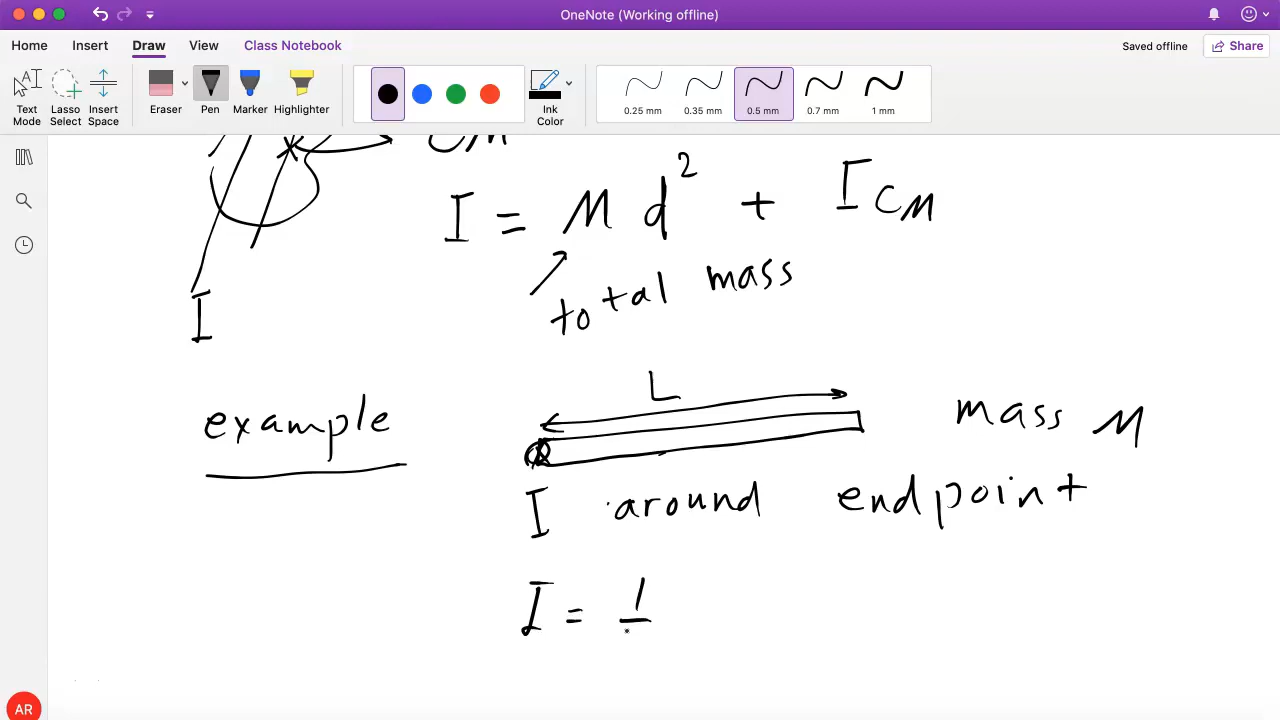 OneNote (Working offline)
Home Insert Draw View Class Notebook
Saved offline Share
Text Mode Lasso Select Insert Space Eraser Pen Marker Highlighter Ink Color 0.25 mm 0.35 mm 0.5 mm 0.7 mm 1 mm
CM
I = M d² + I CM
total mass
I
L
example mass M
I around endpoint
I = 1
AR